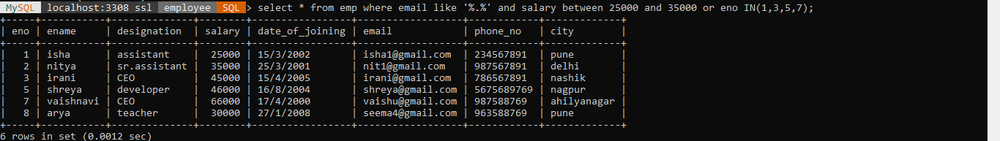 MySQL localhost:3308 ssl employee SQL > select * from emp where email like '%.%' and salary between 25000 and 35000 or eno IN(1,3,5,7);
+-----+-----------+--------------+--------+-----------------+------------------+------------+-------------+
| eno | ename     | designation  | salary | date_of_joining | email            | phone_no   | city        |
+-----+-----------+--------------+--------+-----------------+------------------+------------+-------------+
|   1 | isha      | assistant    |  25000 | 15/3/2002       | isha1@gmail.com  | 234567891  | pune        |
|   2 | nitya     | sr.assistant |  35000 | 25/3/2001       | nit1@gmail.com   | 987567891  | delhi       |
|   3 | irani     | CEO          |  45000 | 15/4/2005       | irani@gmail.com  | 786567891  | nashik      |
|   5 | shreya    | developer    |  46000 | 16/8/2004       | shreya@gmail.com | 5675689769 | nagpur      |
|   7 | vaishnavi | CEO          |  66000 | 17/4/2000       | vaishu@gmail.com | 987588769  | ahilyanagar |
|   8 | arya      | teacher      |  30000 | 27/1/2008       | seema4@gmail.com | 963588769  | pune        |
+-----+-----------+--------------+--------+-----------------+------------------+------------+-------------+
6 rows in set (0.0012 sec)